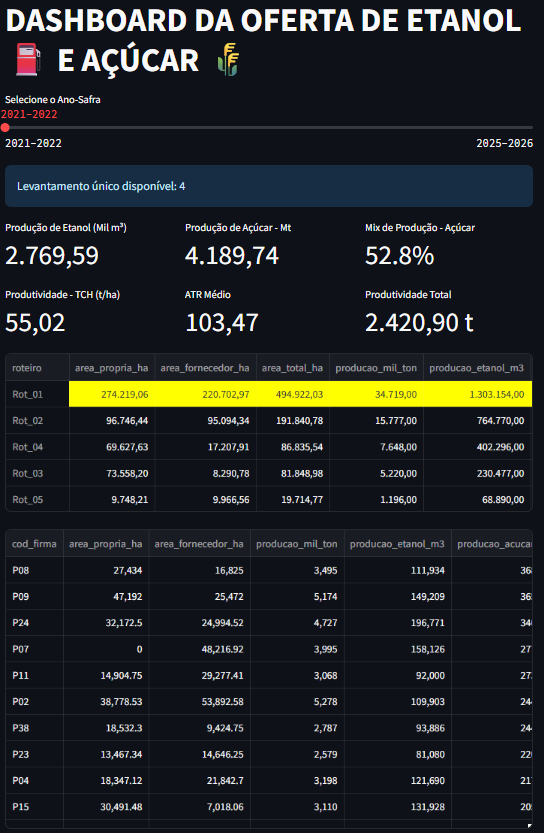 DASHBOARD DA OFERTA DE ETANOL
E AÇÚCAR
Selecione o Ano-Safra
2021-2022
2021-2022 2025-2026
Levantamento único disponível: 4
Produção de Etanol (Mil m³) Produção de Açúcar - Mt Mix de Produção - Açúcar
2.769,59 4.189,74 52.8%
Produtividade - TCH (t/ha) ATR Médio Produtividade Total
55,02 103,47 2.420,90 t
roteiro area_propria_ha area_fornecedor_ha area_total_ha producao_mil_ton producao_etanol_m3
Rot_01 274.219,06 220.702,97 494.922,03 34.719,00 1.303.154,00
Rot_02 96.746,44 95.094,34 191.840,78 15.777,00 764.770,00
Rot_04 69.627,63 17.207,91 86.835,54 7.648,00 402.296,00
Rot_03 73.558,20 8.290,78 81.848,98 5.220,00 230.477,00
Rot_05 9.748,21 9.966,56 19.714,77 1.196,00 68.890,00
cod_firma area_propria_ha area_fornecedor_ha producao_mil_ton producao_etanol_m3 producao_acucar
P08 27,434 16,825 3,495 111,934
P09 47,192 25,472 5,174 149,209
P24 32,172.5 24,994.52 4,727 196,771
P07 0 48,216.92 3,995 158,126
P11 14,904.75 29,277.41 3,068 92,000
P02 38,778.53 53,892.58 5,278 109,903
P38 18,532.3 9,424.75 2,787 93,886
P23 13,467.34 14,646.25 2,579 81,080
P04 18,347.12 21,842.7 3,198 121,690
P15 30,491.48 7,018.06 3,110 131,928